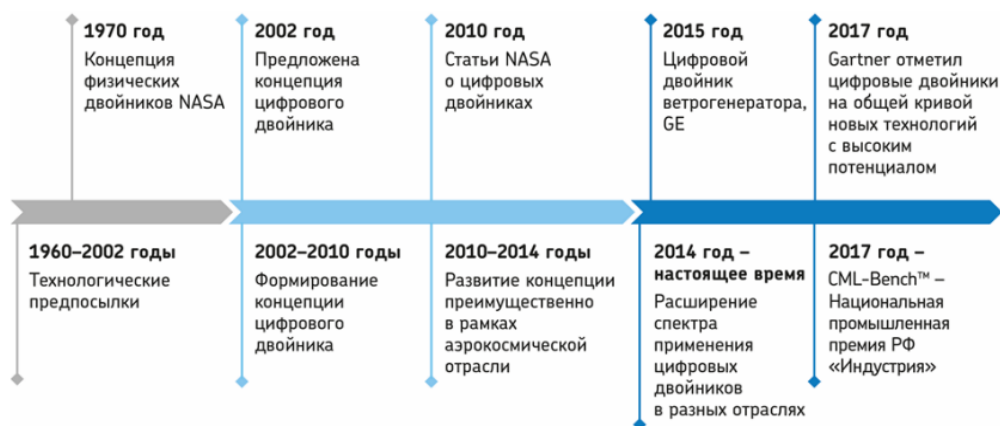 1970 год
Концепция
физических
двойников NASA
2002 год
Предложена
концепция
цифрового
двойника
2010 год
Статьи NASA
о цифровых
двойниках
2015 год
Цифровой
двойник
ветрогенератора,
GE
2017 год
Gartner отметил
цифровые двойники
на общей кривой
новых технологий
с высоким
потенциалом
1960–2002 годы
Технологические
предпосылки
2002–2010 годы
Формирование
концепции
цифрового
двойника
2010–2014 годы
Развитие концепции
преимущественно
в рамках
аэрокосмической
отрасли
2014 год –
настоящее время
Расширение
спектра
применения
цифровых
двойников
в разных отраслях
2017 год –
CML-Bench™ –
Национальная
промышленная
премия РФ
«Индустрия»